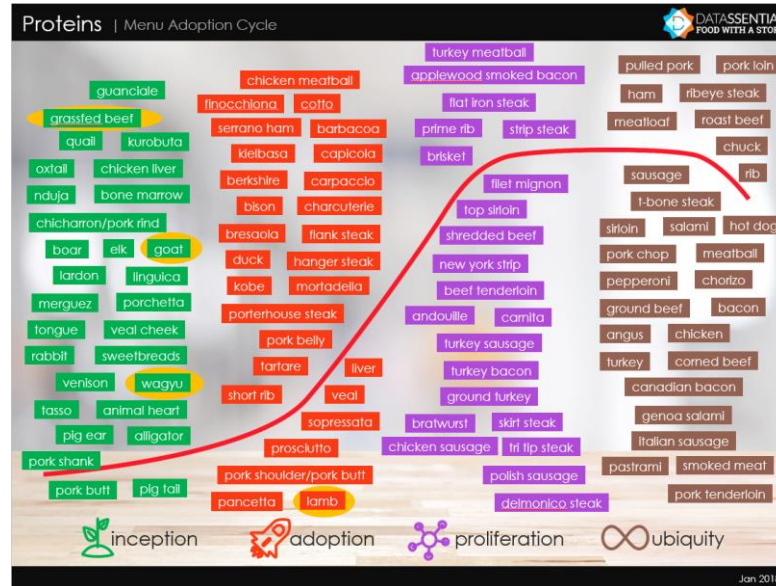 Proteins | Menu Adoption Cycle
DATASSENTIAL
FOOD WITH A STORY
guanciale
grassfed beef
quail kurobuta
oxtail chicken liver
nduja bone marrow
chicharron/pork rind
boar elk goat
lardon linguica
merguez porchetta
tongue veal cheek
rabbit sweetbreads
venison wagyu
tasso animal heart
pig ear alligator
pork shank
pork butt pig tail
chicken meatball
finocchiona cotto
serrano ham barbacoa
kielbasa capicola
berkshire carpaccio
bison charcuterie
bresaola flank steak
duck hanger steak
kobe mortadella
porterhouse steak
pork belly
tartare liver
short rib veal
sopressata
prosciutto
pork shoulder/pork butt
pancetta lamb
turkey meatball
applewood smoked bacon
flat iron steak
prime rib strip steak
brisket
filet mignon
top sirloin
shredded beef
new york strip
beef tenderloin
andouille carnita
turkey sausage
turkey bacon
ground turkey
bratwurst skirt steak
chicken sausage tri tip steak
polish sausage
delmonico steak
pulled pork pork loin
ham ribeye steak
meatloaf roast beef
chuck
sausage rib
t-bone steak
sirloin salami hot dog
pork chop meatball
pepperoni chorizo
ground beef bacon
angus chicken
turkey corned beef
canadian bacon
genoa salami
italian sausage
pastrami smoked meat
pork tenderloin
inception adoption proliferation ubiquity
Jan